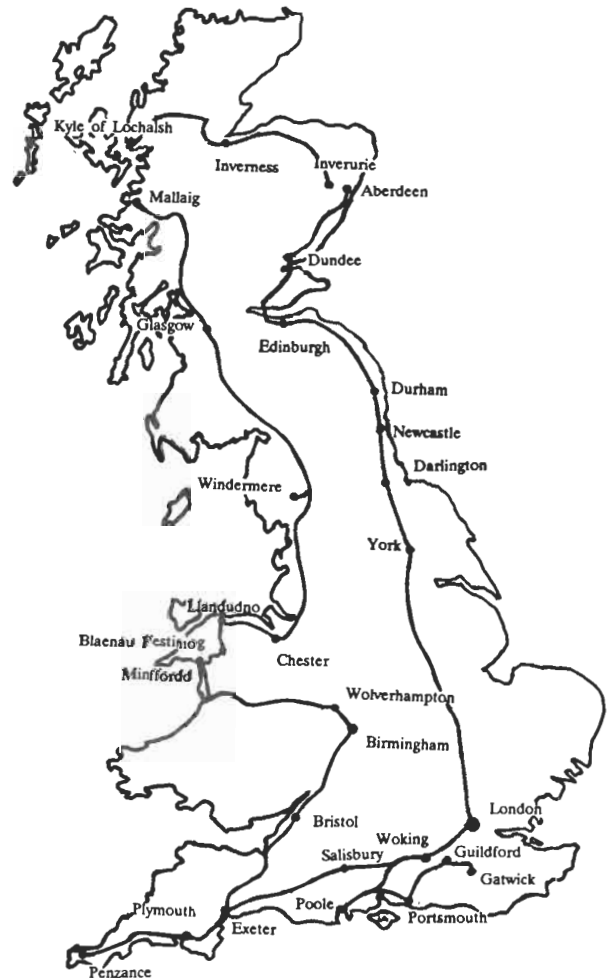 Kyle of Lochalsh
Inverness
Inverurie
Aberdeen
Mallaig
Dundee
Glasgow
Edinburgh
Durham
Newcastle
Darlington
Windermere
York
Llandudno
Blaenau Festiniog
Chester
Minffordd
Wolverhampton
Birmingham
London
Bristol
Woking
Guildford
Salisbury
Gatwick
Poole
Portsmouth
Plymouth
Exeter
Penzance